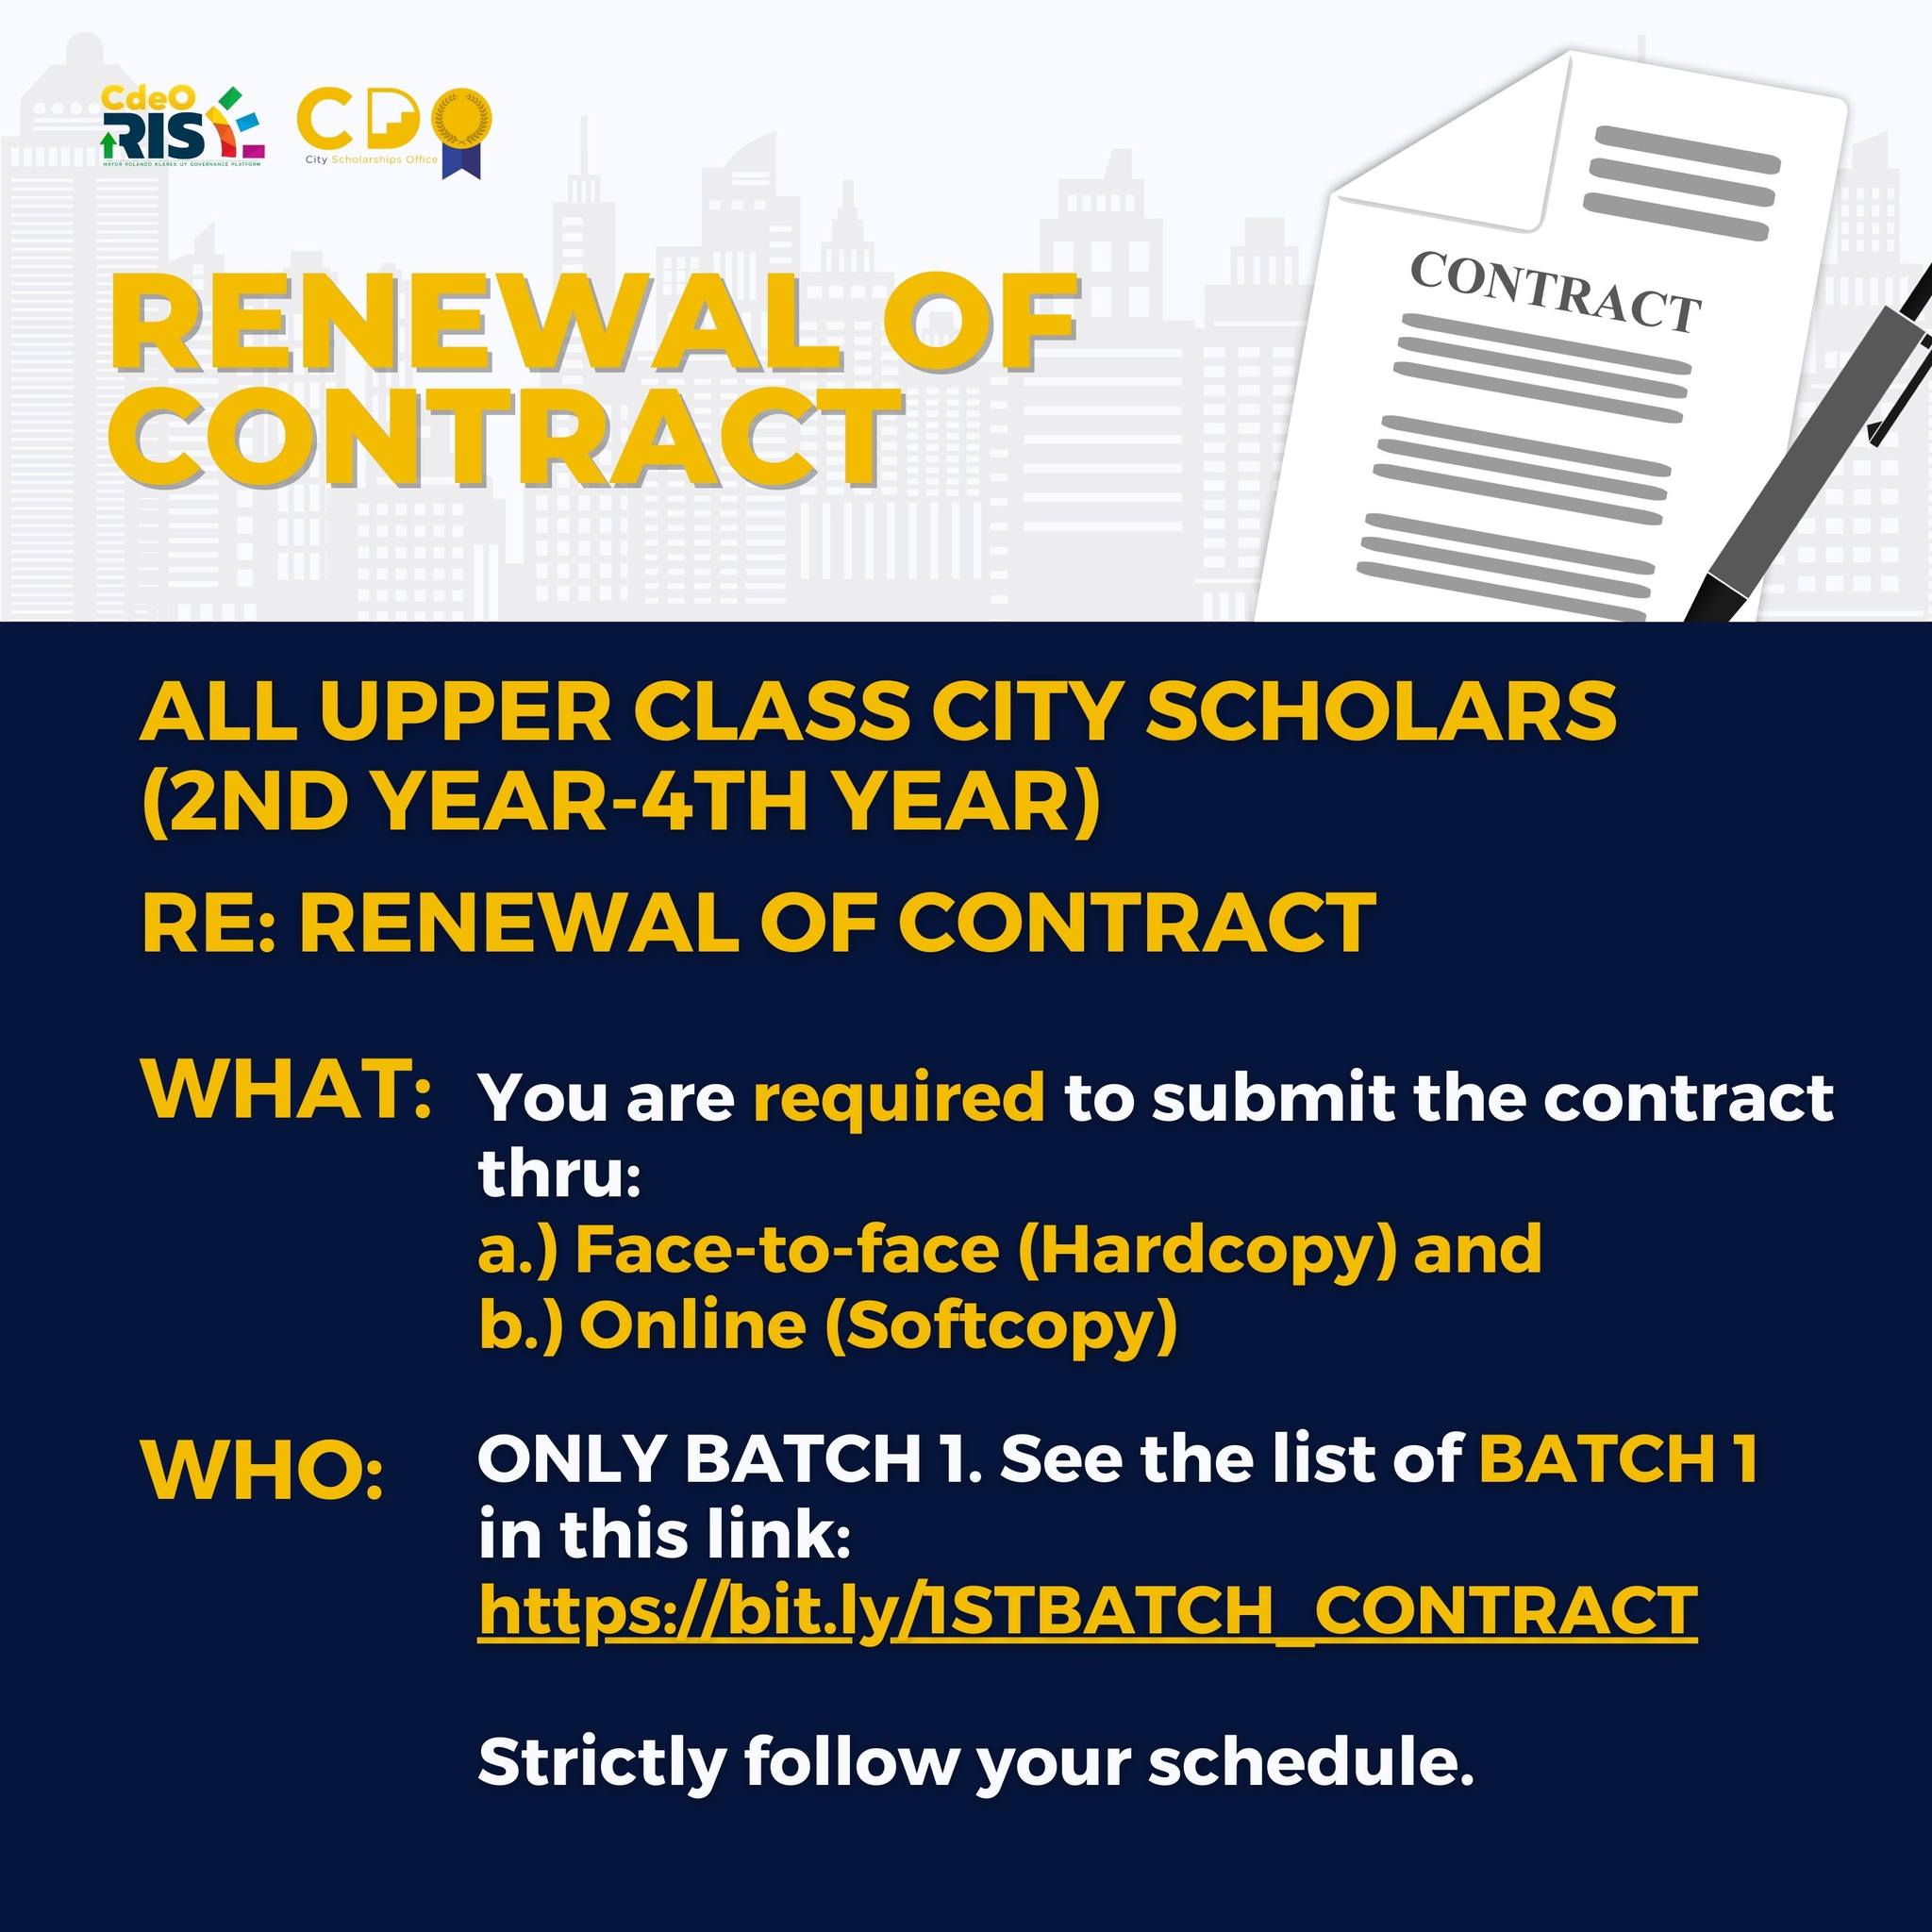 CdeO
RISE
MAYOR ROLANDO KLAREX UY GOVERNANCE PLATFORM
CDO
City Scholarships Office
CONTRACT
RENEWAL OF
CONTRACT
ALL UPPER CLASS CITY SCHOLARS
(2ND YEAR-4TH YEAR)
RE: RENEWAL OF CONTRACT
WHAT: You are required to submit the contract
thru:
a.) Face-to-face (Hardcopy) and
b.) Online (Softcopy)
WHO: ONLY BATCH 1. See the list of BATCH 1
in this link:
https://bit.ly/1STBATCH_CONTRACT
Strictly follow your schedule.